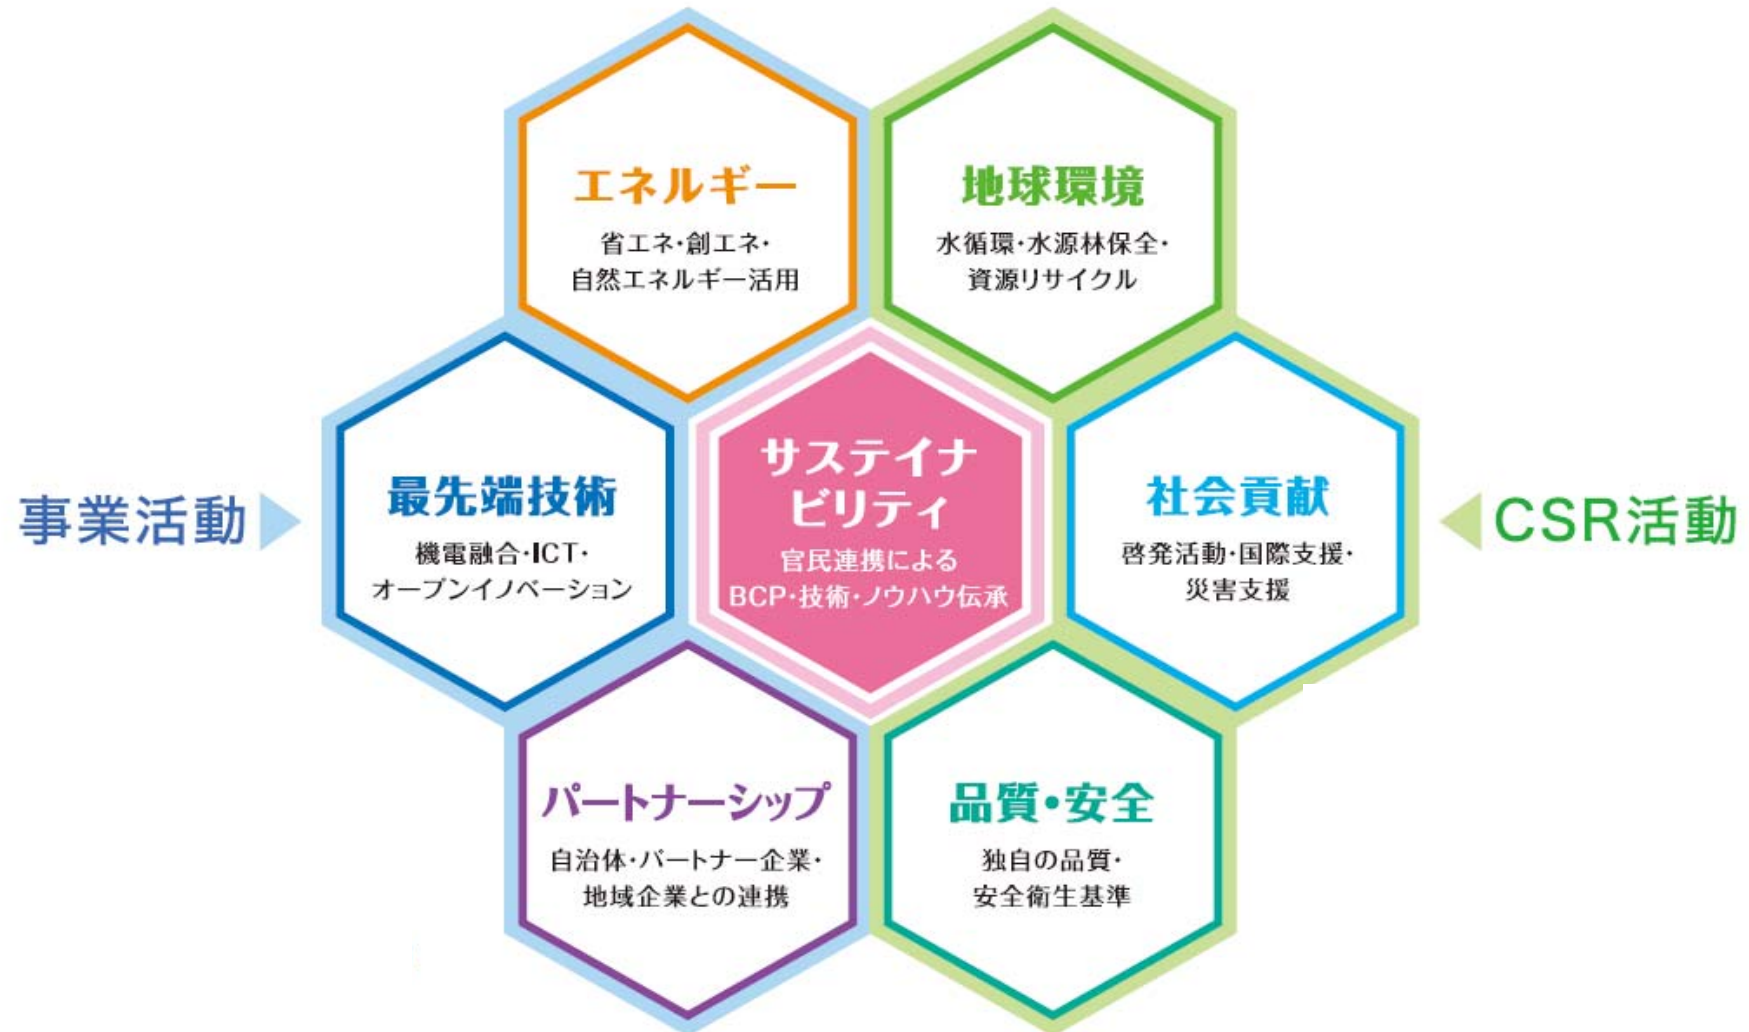 エネルギー
省エネ・創エネ・
自然エネルギー活用
地球環境
水循環・水源林保全・
資源リサイクル
事業活動
最先端技術
機電融合・ICT・
オープンイノベーション
サステイナ
ビリティ
官民連携による
BCP・技術・ノウハウ伝承
社会貢献
啓発活動・国際支援・
災害支援
CSR活動
パートナーシップ
自治体・パートナー企業・
地域企業との連携
品質・安全
独自の品質・
安全衛生基準